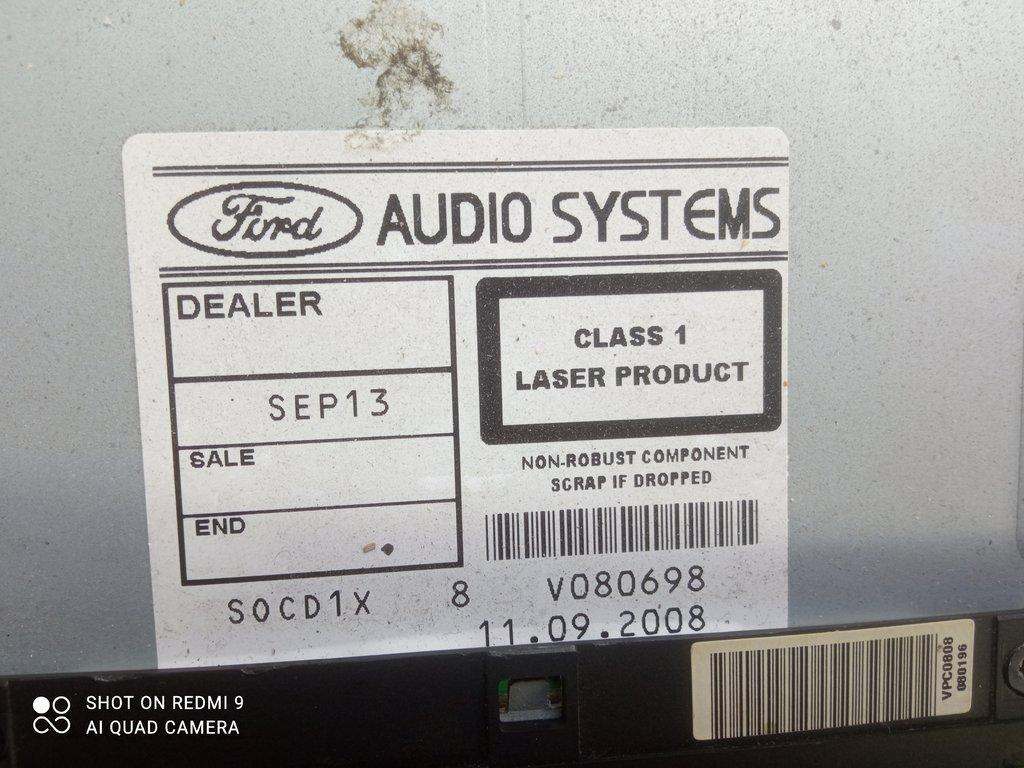 Ford AUDIO SYSTEMS
DEALER
SEP13
SALE
END
CLASS 1
LASER PRODUCT
NON-ROBUST COMPONENT
SCRAP IF DROPPED
SOCD1X 8 V080698
11.09.2008
VPC0808
080196
SHOT ON REDMI 9
AI QUAD CAMERA